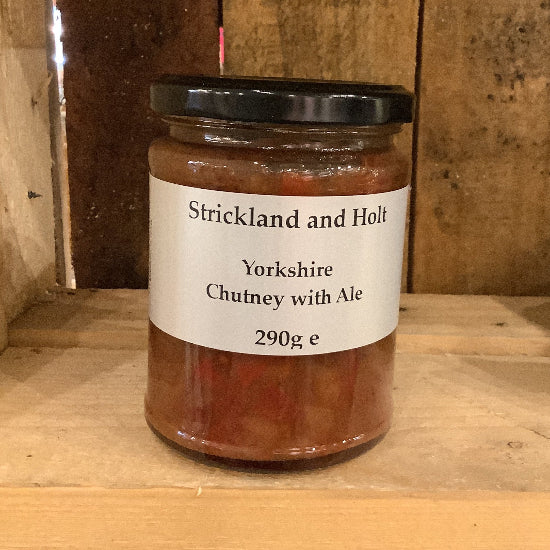 Strickland and Holt
Yorkshire
Chutney with Ale
290g e